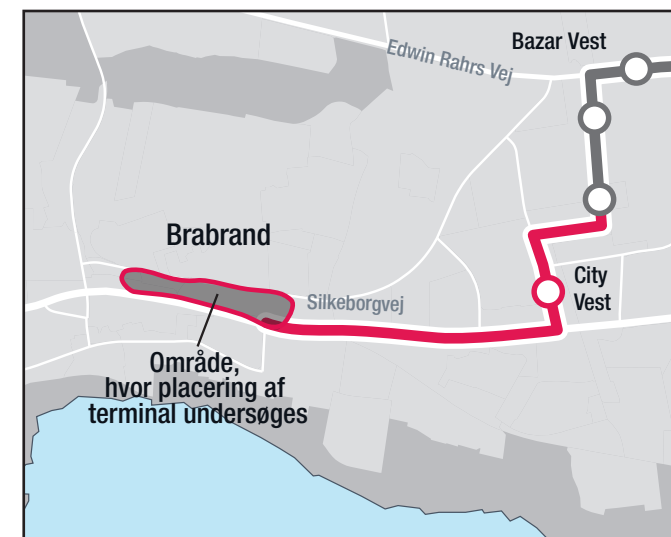 Bazar Vest
Edwin Rahrs Vej
Brabrand
City
Vest
Silkeborgvej
Område,
hvor placering af
terminal undersøges